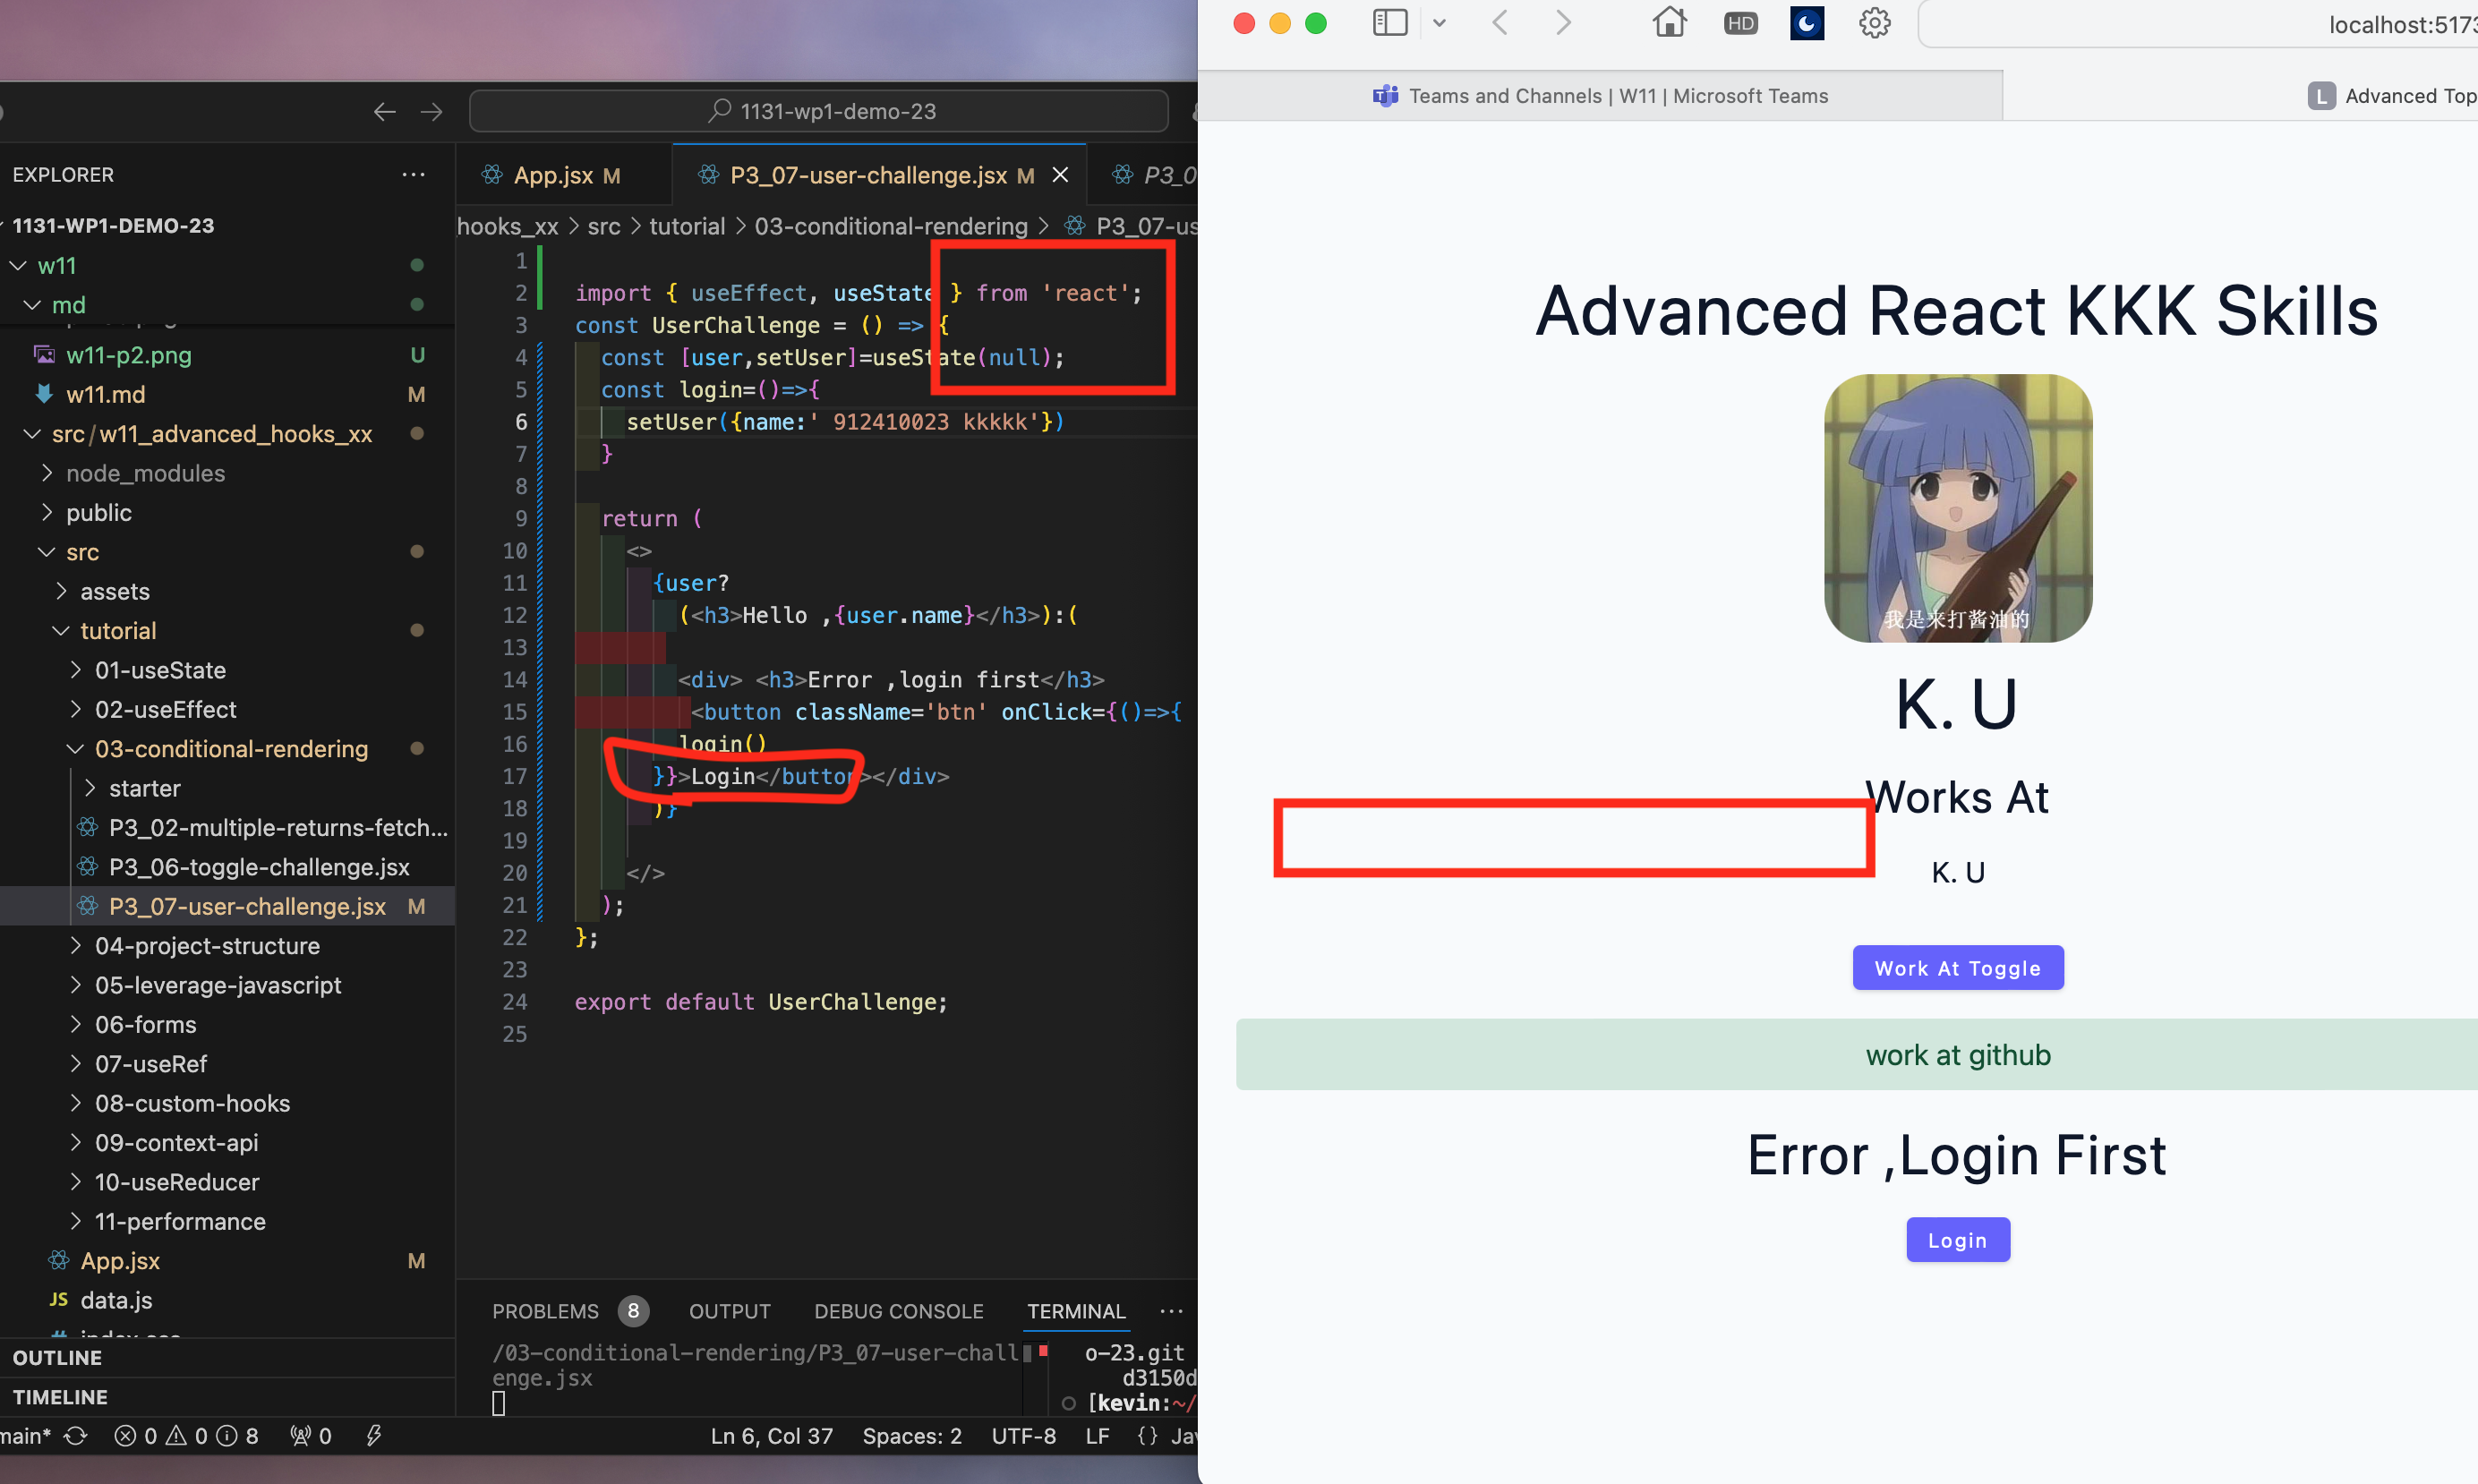 1131-wp1-demo-23
EXPLORER
1131-WP1-DEMO-23
w11
md
w11-p2.png U
w11.md M
src/w11_advanced_hooks_xx
node_modules
public
src
assets
tutorial
01-useState
02-useEffect
03-conditional-rendering
starter
P3_02-multiple-returns-fetch...
P3_06-toggle-challenge.jsx
P3_07-user-challenge.jsx M
04-project-structure
05-leverage-javascript
06-forms
07-useRef
08-custom-hooks
09-context-api
10-useReducer
11-performance
App.jsx M
JS data.js
OUTLINE
TIMELINE
App.jsx M
P3_07-user-challenge.jsx M
P3_0
hooks_xx > src > tutorial > 03-conditional-rendering > P3_07-us
1
2 import { useEffect, useState } from 'react';
3 const UserChallenge = () => {
4 const [user,setUser]=useState(null);
5 const login=()=>{
6 setUser({name:' 912410023 kkkkk'})
7 }
8
9 return (
10 <>
11 {user?
12 (<h3>Hello ,{user.name}</h3>):(
13
14 <div> <h3>Error ,login first</h3>
15 <button className='btn' onClick={()=>{
16 login()
17 }}>Login</button></div>
18 )}
19
20 </>
21 );
22 };
23
24 export default UserChallenge;
25
PROBLEMS 8 OUTPUT DEBUG CONSOLE TERMINAL ...
/03-conditional-rendering/P3_07-user-chall
enge.jsx
o-23.git
d3150d
[kevin:~/
main* 0 0 8 0 Ln 6, Col 37 Spaces: 2 UTF-8 LF {} Jav
HD
localhost:5173
Teams and Channels | W11 | Microsoft Teams
L Advanced Top
Advanced React KKK Skills
我是来打酱油的
K. U
Works At
K. U
Work At Toggle
work at github
Error ,Login First
Login